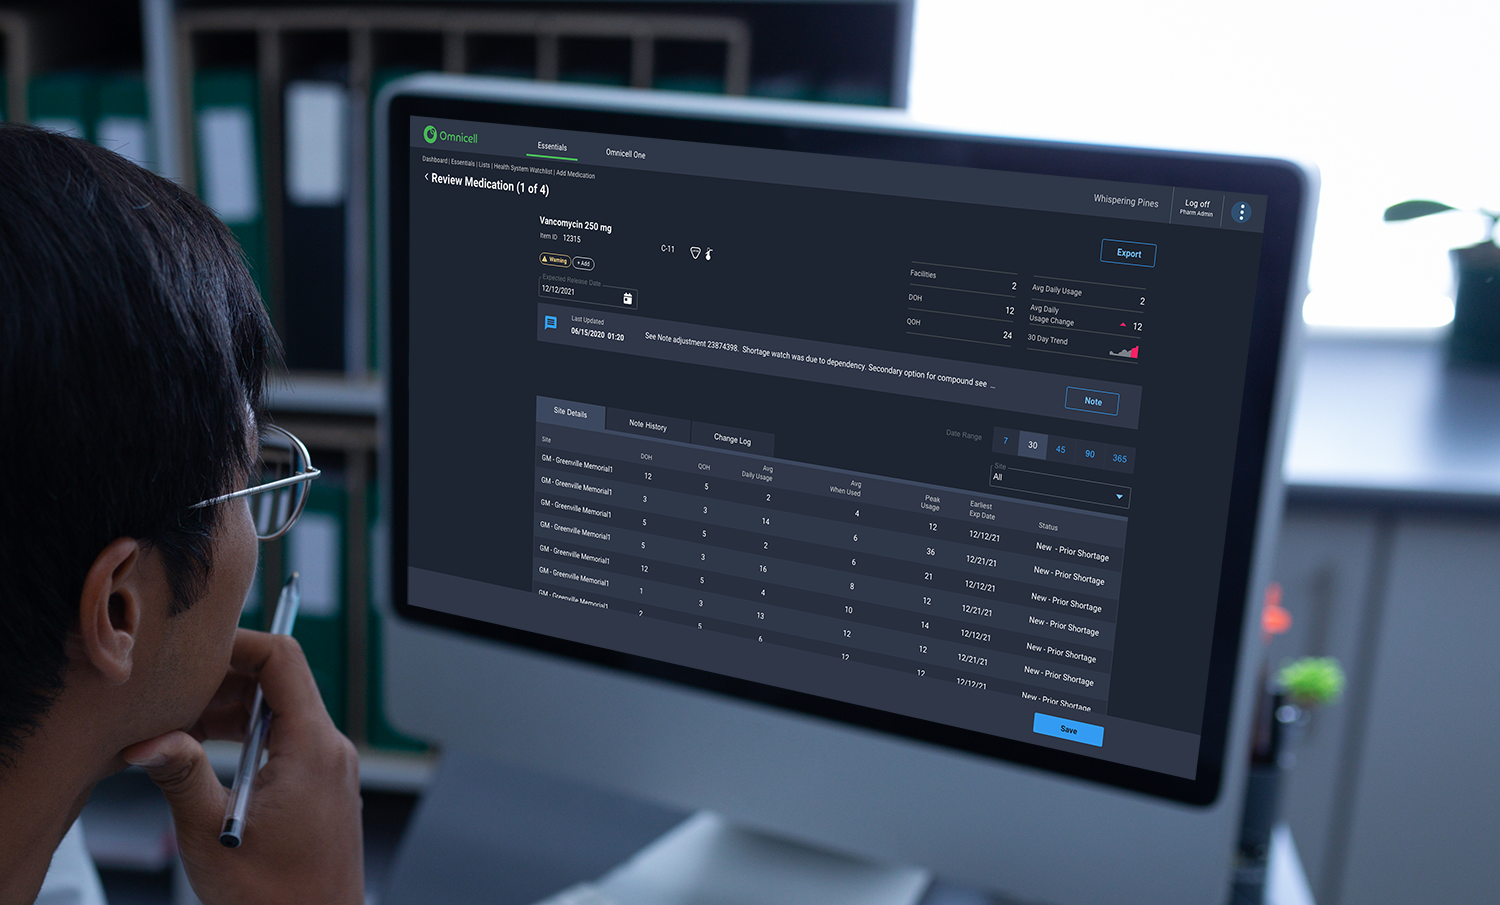 Omnicell
Essentials
Omnicell One
Dashboard | Essentials | Lists | Health System Watchlist | Add Medication
< Review Medication (1 of 4)
Whispering Pines
Log off
Pharm Admin
Vancomycin 250 mg
Item ID 12315
C-11
Export
Warning
+ Add
Expected Release Date
12/12/2021
Facilities 2
DOH 12
QOH 24
Avg Daily Usage 2
Avg Daily
Usage Change 12
30 Day Trend
Last Updated
06/15/2020 01:20
See Note adjustment 23874398. Shortage watch was due to dependency. Secondary option for compound see ...
Note
Site Details
Note History
Change Log
Date Range 7 30 45 90 365
Site
All
Site DOH QOH Avg Daily Usage Avg When Used Peak Usage Earliest Exp Date Status
GM - Greenville Memorial1 12 5 2 4 12 12/12/21 New - Prior Shortage
GM - Greenville Memorial1 3 3 14 6 36 12/21/21 New - Prior Shortage
GM - Greenville Memorial1 5 5 2 6 21 12/12/21 New - Prior Shortage
GM - Greenville Memorial1 5 3 16 8 12 12/21/21 New - Prior Shortage
GM - Greenville Memorial1 12 5 4 10 14 12/12/21 New - Prior Shortage
GM - Greenville Memorial1 1 3 13 12 12 12/21/21 New - Prior Shortage
GM - Greenville Memorial1 2 5 6 12 12 12/12/21 New - Prior Shortage
Save